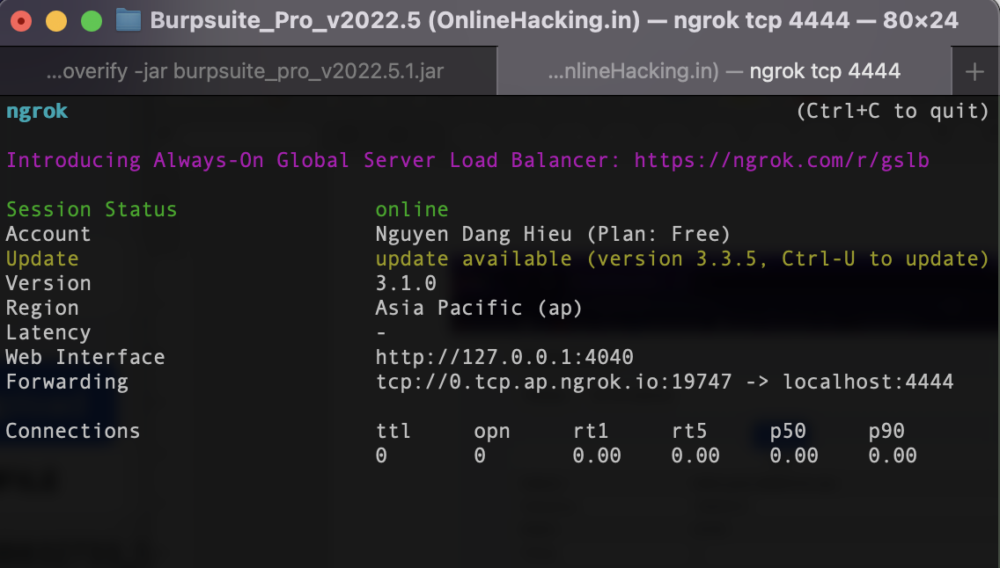 Burpsuite_Pro_v2022.5 (OnlineHacking.in) — ngrok tcp 4444 — 80×24
...overify -jar burpsuite_pro_v2022.5.1.jar ...nlineHacking.in) — ngrok tcp 4444 +
ngrok (Ctrl+C to quit)
Introducing Always-On Global Server Load Balancer: https://ngrok.com/r/gslb
Session Status online
Account Nguyen Dang Hieu (Plan: Free)
Update update available (version 3.3.5, Ctrl-U to update)
Version 3.1.0
Region Asia Pacific (ap)
Latency -
Web Interface http://127.0.0.1:4040
Forwarding tcp://0.tcp.ap.ngrok.io:19747 -> localhost:4444
Connections ttl opn rt1 rt5 p50 p90
0 0 0.00 0.00 0.00 0.00